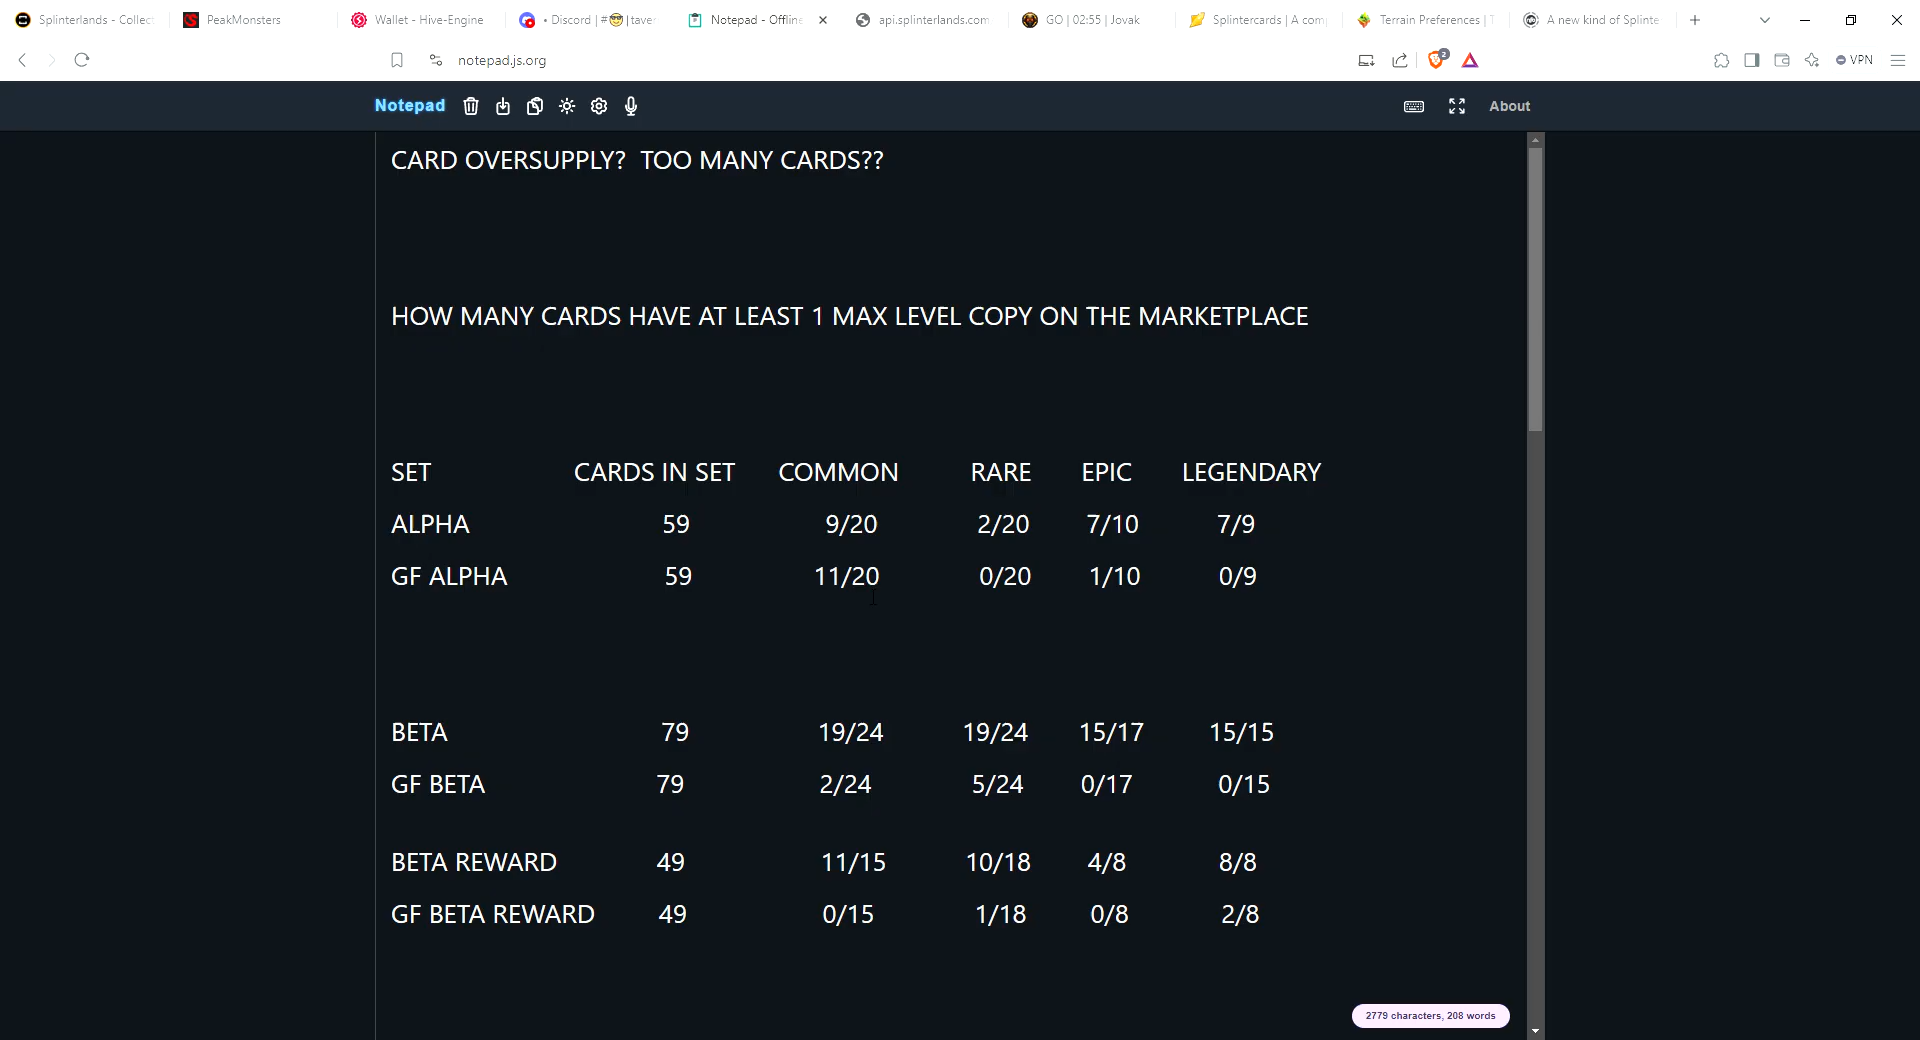 Splinterlands - Collec
PeakMonsters
Wallet - Hive-Engine
• Discord | #😎|taver
Notepad - Offline
api.splinterlands.com
GO | 02:55 | Jovak
Splintercards | A com
Terrain Preferences |
A new kind of Splinte
notepad.js.org
2
VPN
Notepad
About
CARD OVERSUPPLY? TOO MANY CARDS??
HOW MANY CARDS HAVE AT LEAST 1 MAX LEVEL COPY ON THE MARKETPLACE
SET CARDS IN SET COMMON RARE EPIC LEGENDARY
ALPHA 59 9/20 2/20 7/10 7/9
GF ALPHA 59 11/20 0/20 1/10 0/9
BETA 79 19/24 19/24 15/17 15/15
GF BETA 79 2/24 5/24 0/17 0/15
BETA REWARD 49 11/15 10/18 4/8 8/8
GF BETA REWARD 49 0/15 1/18 0/8 2/8
2779 characters, 208 words